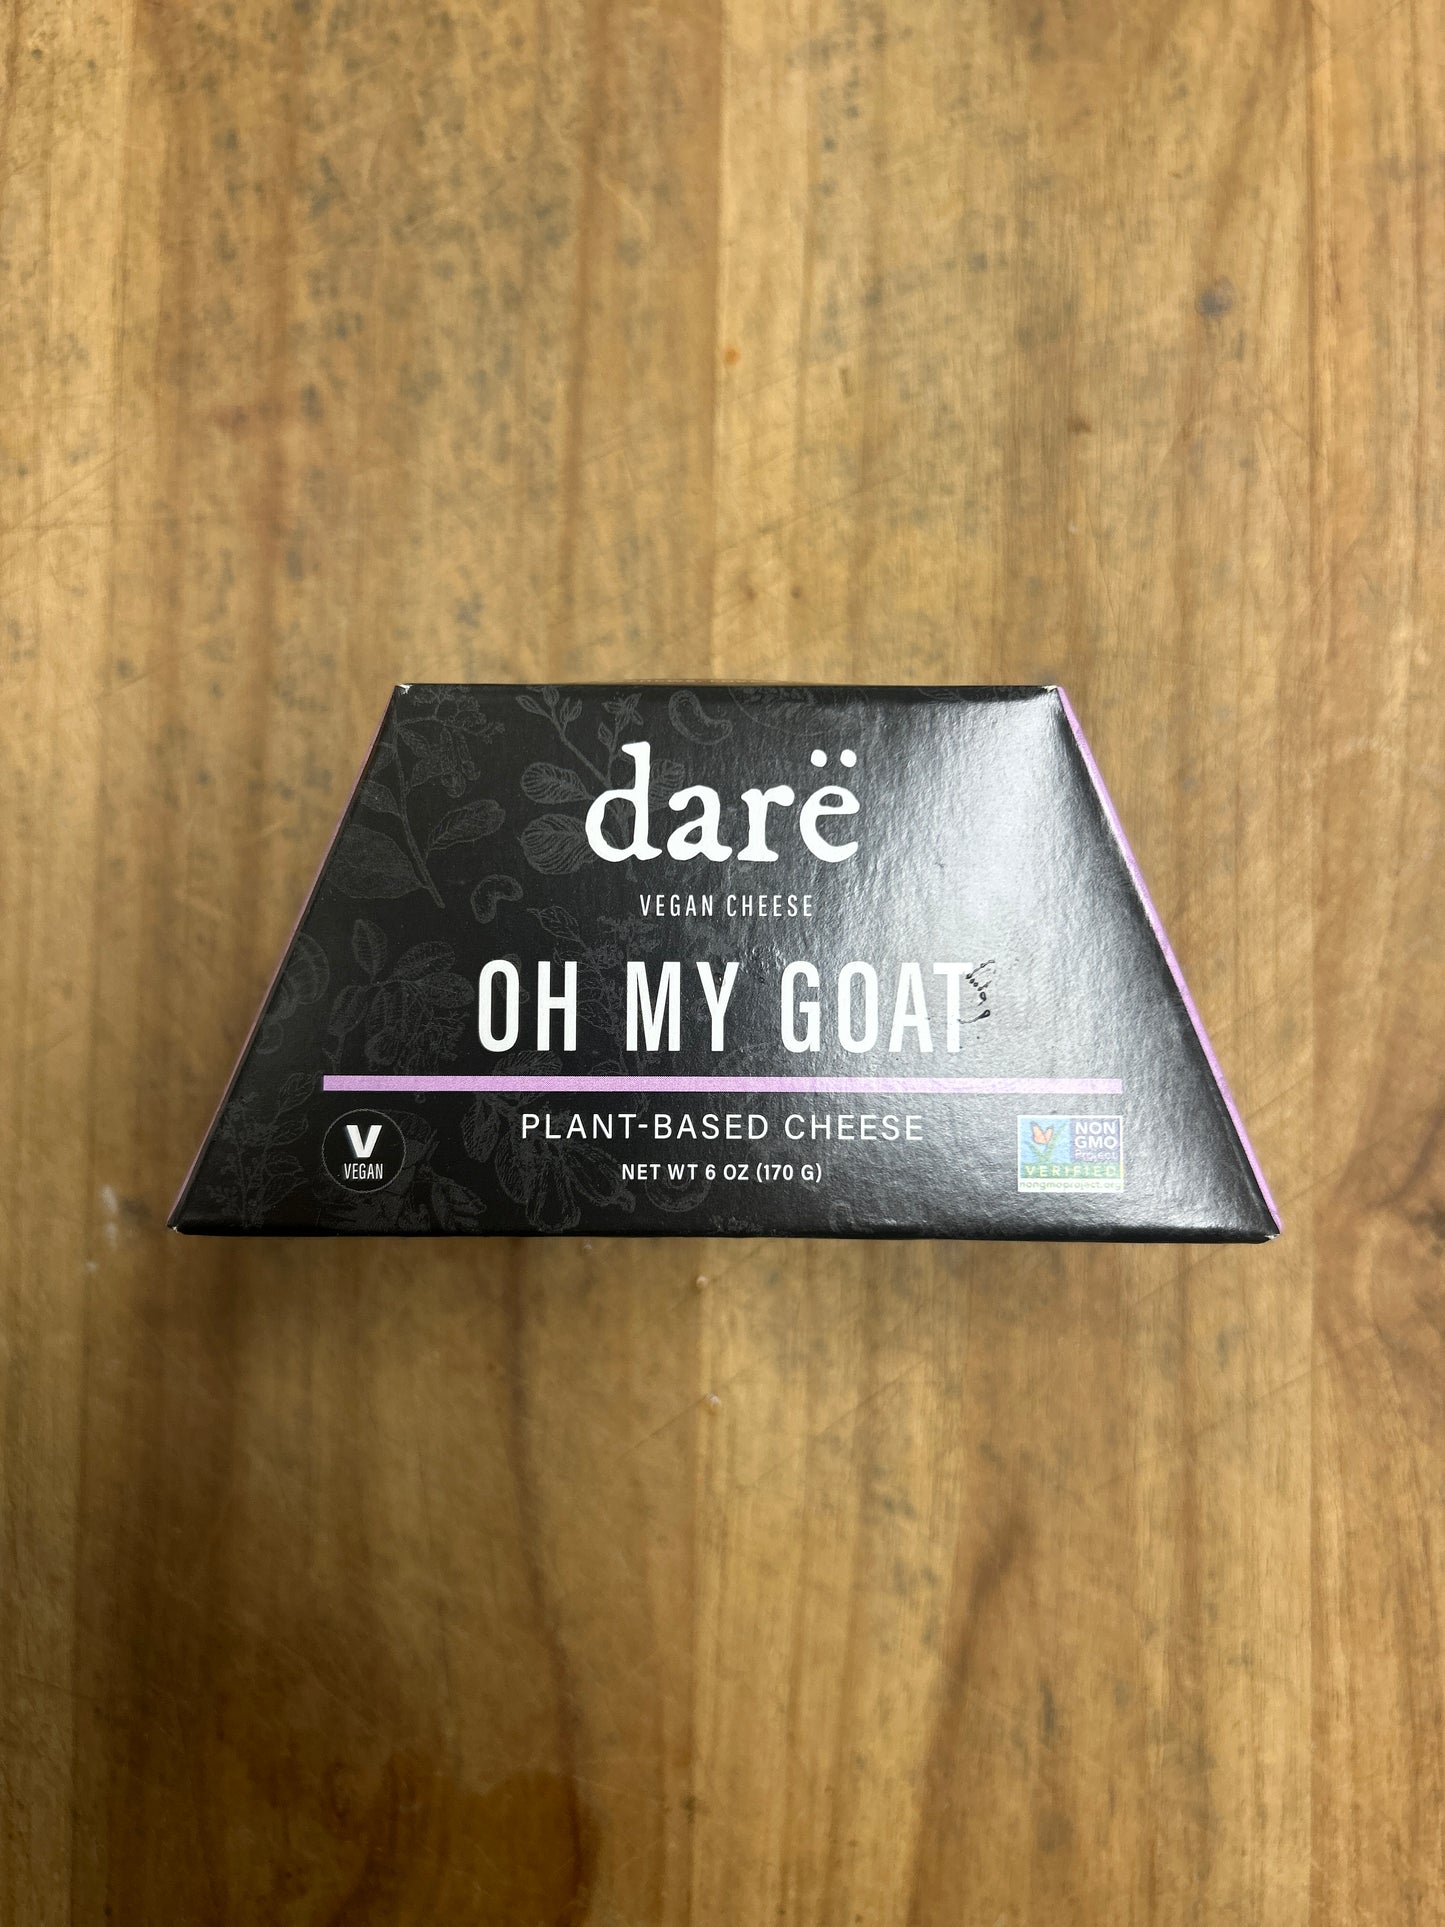 darë
VEGAN CHEESE
OH MY GOAT
PLANT-BASED CHEESE
NET WT 6 OZ (170 G)
V
VEGAN
NON
GMO
Project
VERIFIED
nongmoproject.org